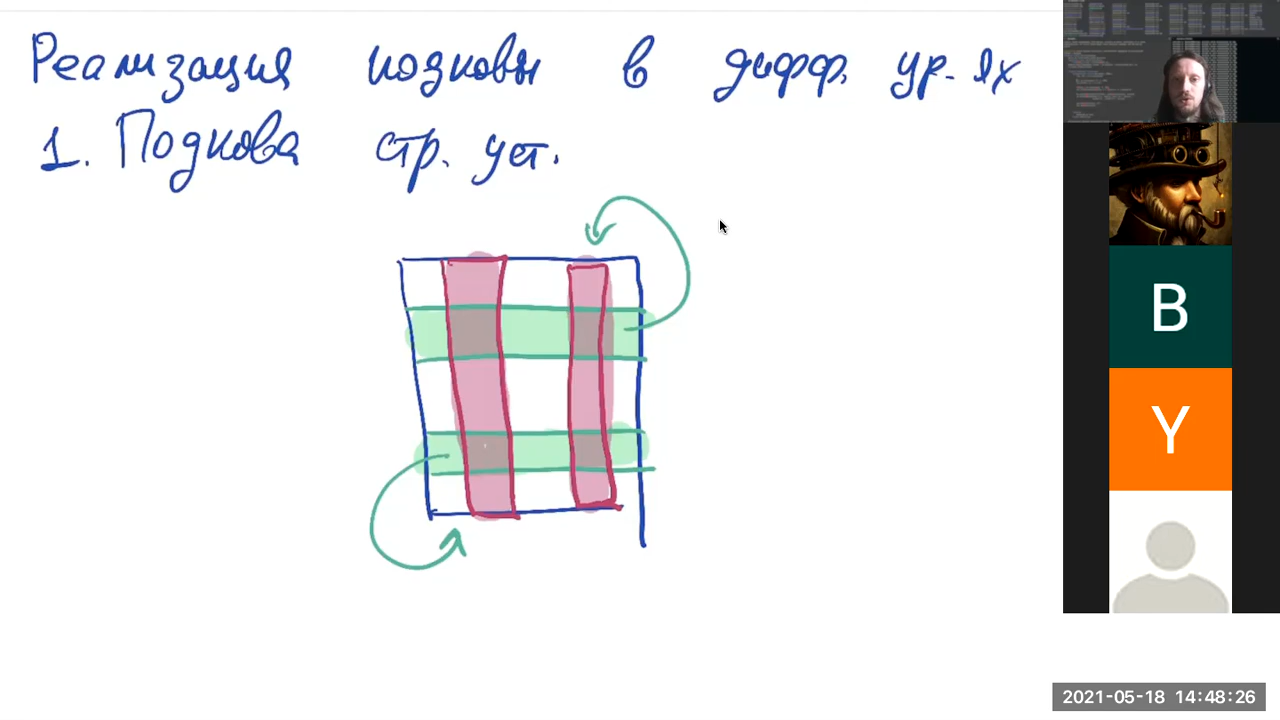 Реализация подковы в дифф. ур-ях
1. Подкова стр. уст.
B
Y
2021-05-18 14:48:26